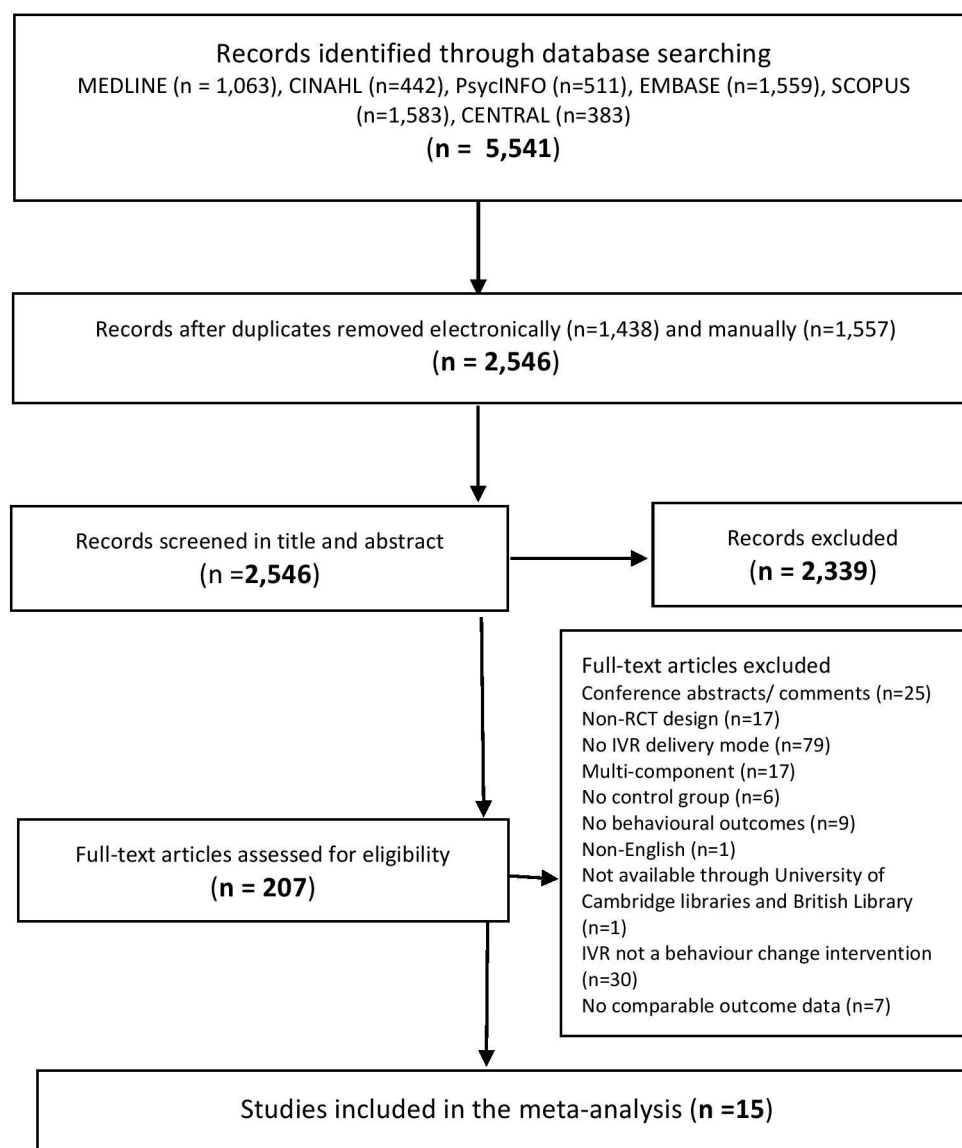 Records identified through database searching
MEDLINE (n = 1,063), CINAHL (n=442), PsycINFO (n=511), EMBASE (n=1,559), SCOPUS
(n=1,583), CENTRAL (n=383)
(n = 5,541)
Records after duplicates removed electronically (n=1,438) and manually (n=1,557)
(n = 2,546)
Records screened in title and abstract
(n =2,546)
Records excluded
(n = 2,339)
Full-text articles excluded
Conference abstracts/ comments (n=25)
Non-RCT design (n=17)
No IVR delivery mode (n=79)
Multi-component (n=17)
No control group (n=6)
No behavioural outcomes (n=9)
Non-English (n=1)
Not available through University of
Cambridge libraries and British Library
(n=1)
IVR not a behaviour change intervention
(n=30)
No comparable outcome data (n=7)
Full-text articles assessed for eligibility
(n = 207)
Studies included in the meta-analysis (n =15)